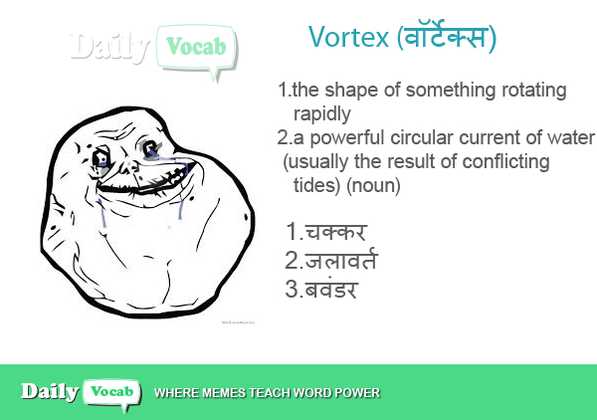 Daily Vocab
Vortex (वॉर्टेक्स)
1.the shape of something rotating
rapidly
2.a powerful circular current of water
(usually the result of conflicting
tides) (noun)
1.चक्कर
2.जलावर्त
3.बवंडर
Daily Vocab WHERE MEMES TEACH WORD POWER